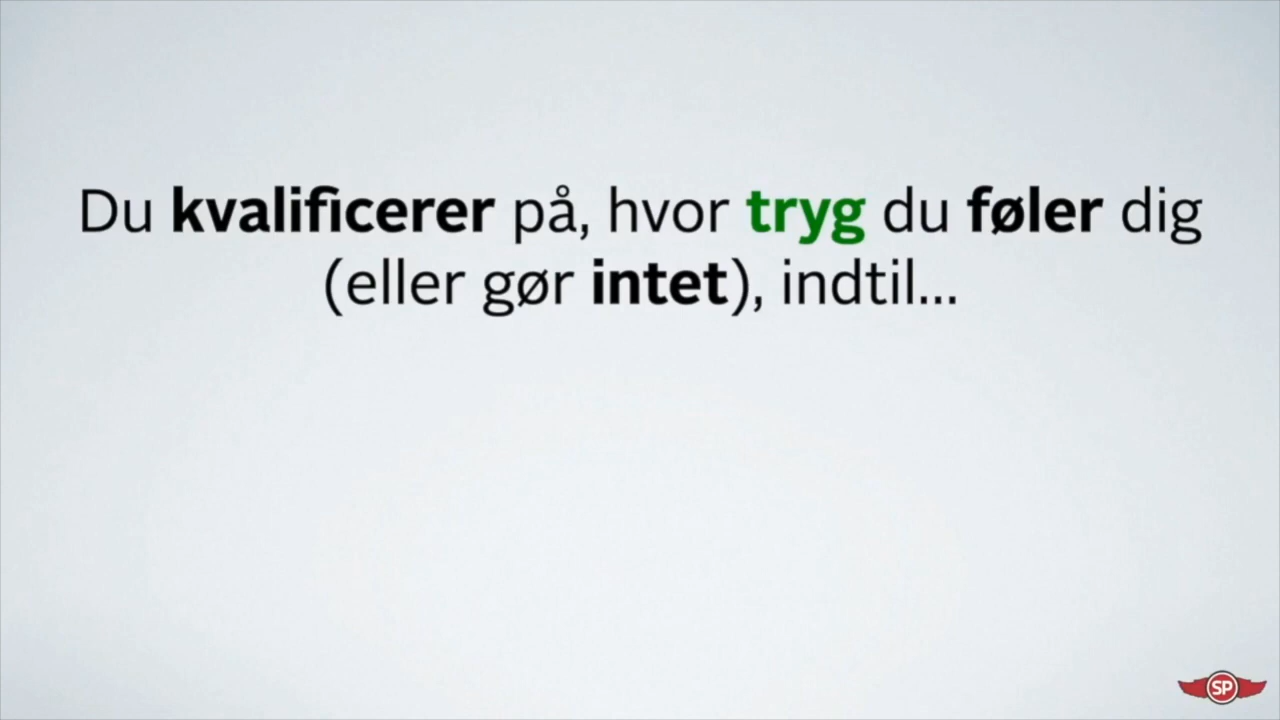 Du kvalificerer på, hvor tryg du føler dig
(eller gør intet), indtil...
SP